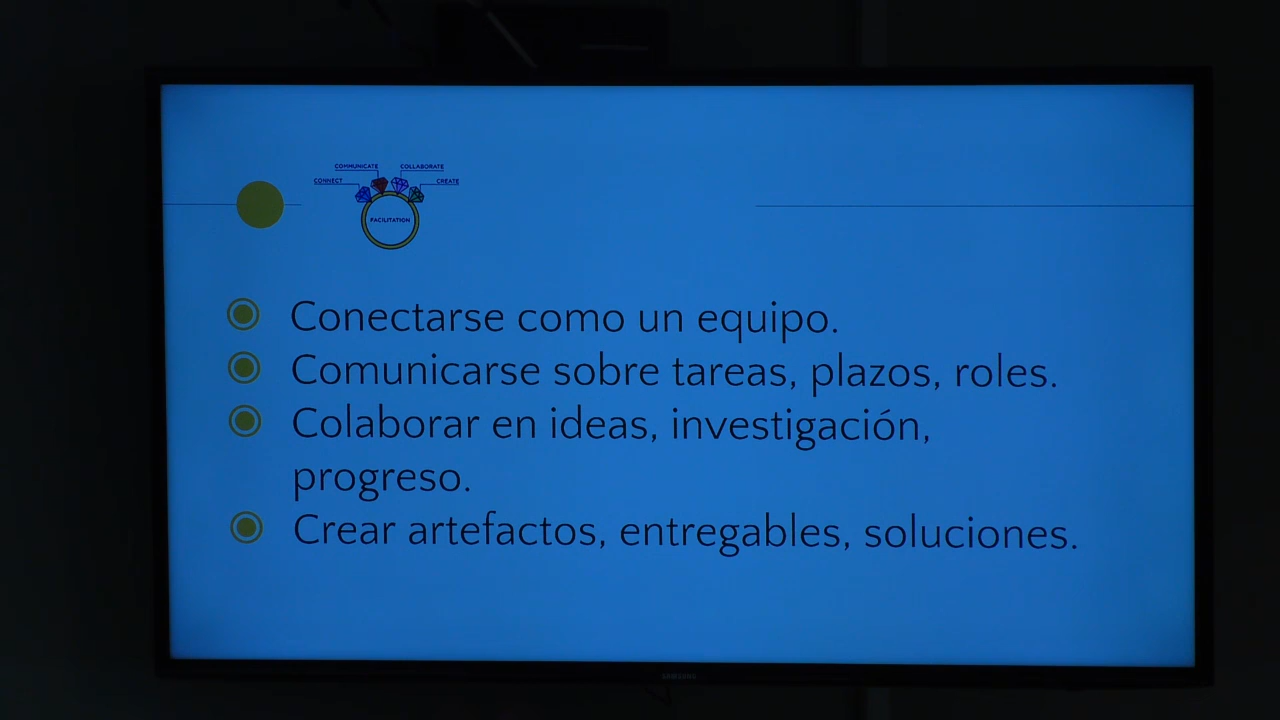 COMMUNICATE COLLABORATE
CONNECT CREATE
FACILITATION
Conectarse como un equipo.
Comunicarse sobre tareas, plazos, roles.
Colaborar en ideas, investigación,
progreso.
Crear artefactos, entregables, soluciones.
SAMSUNG